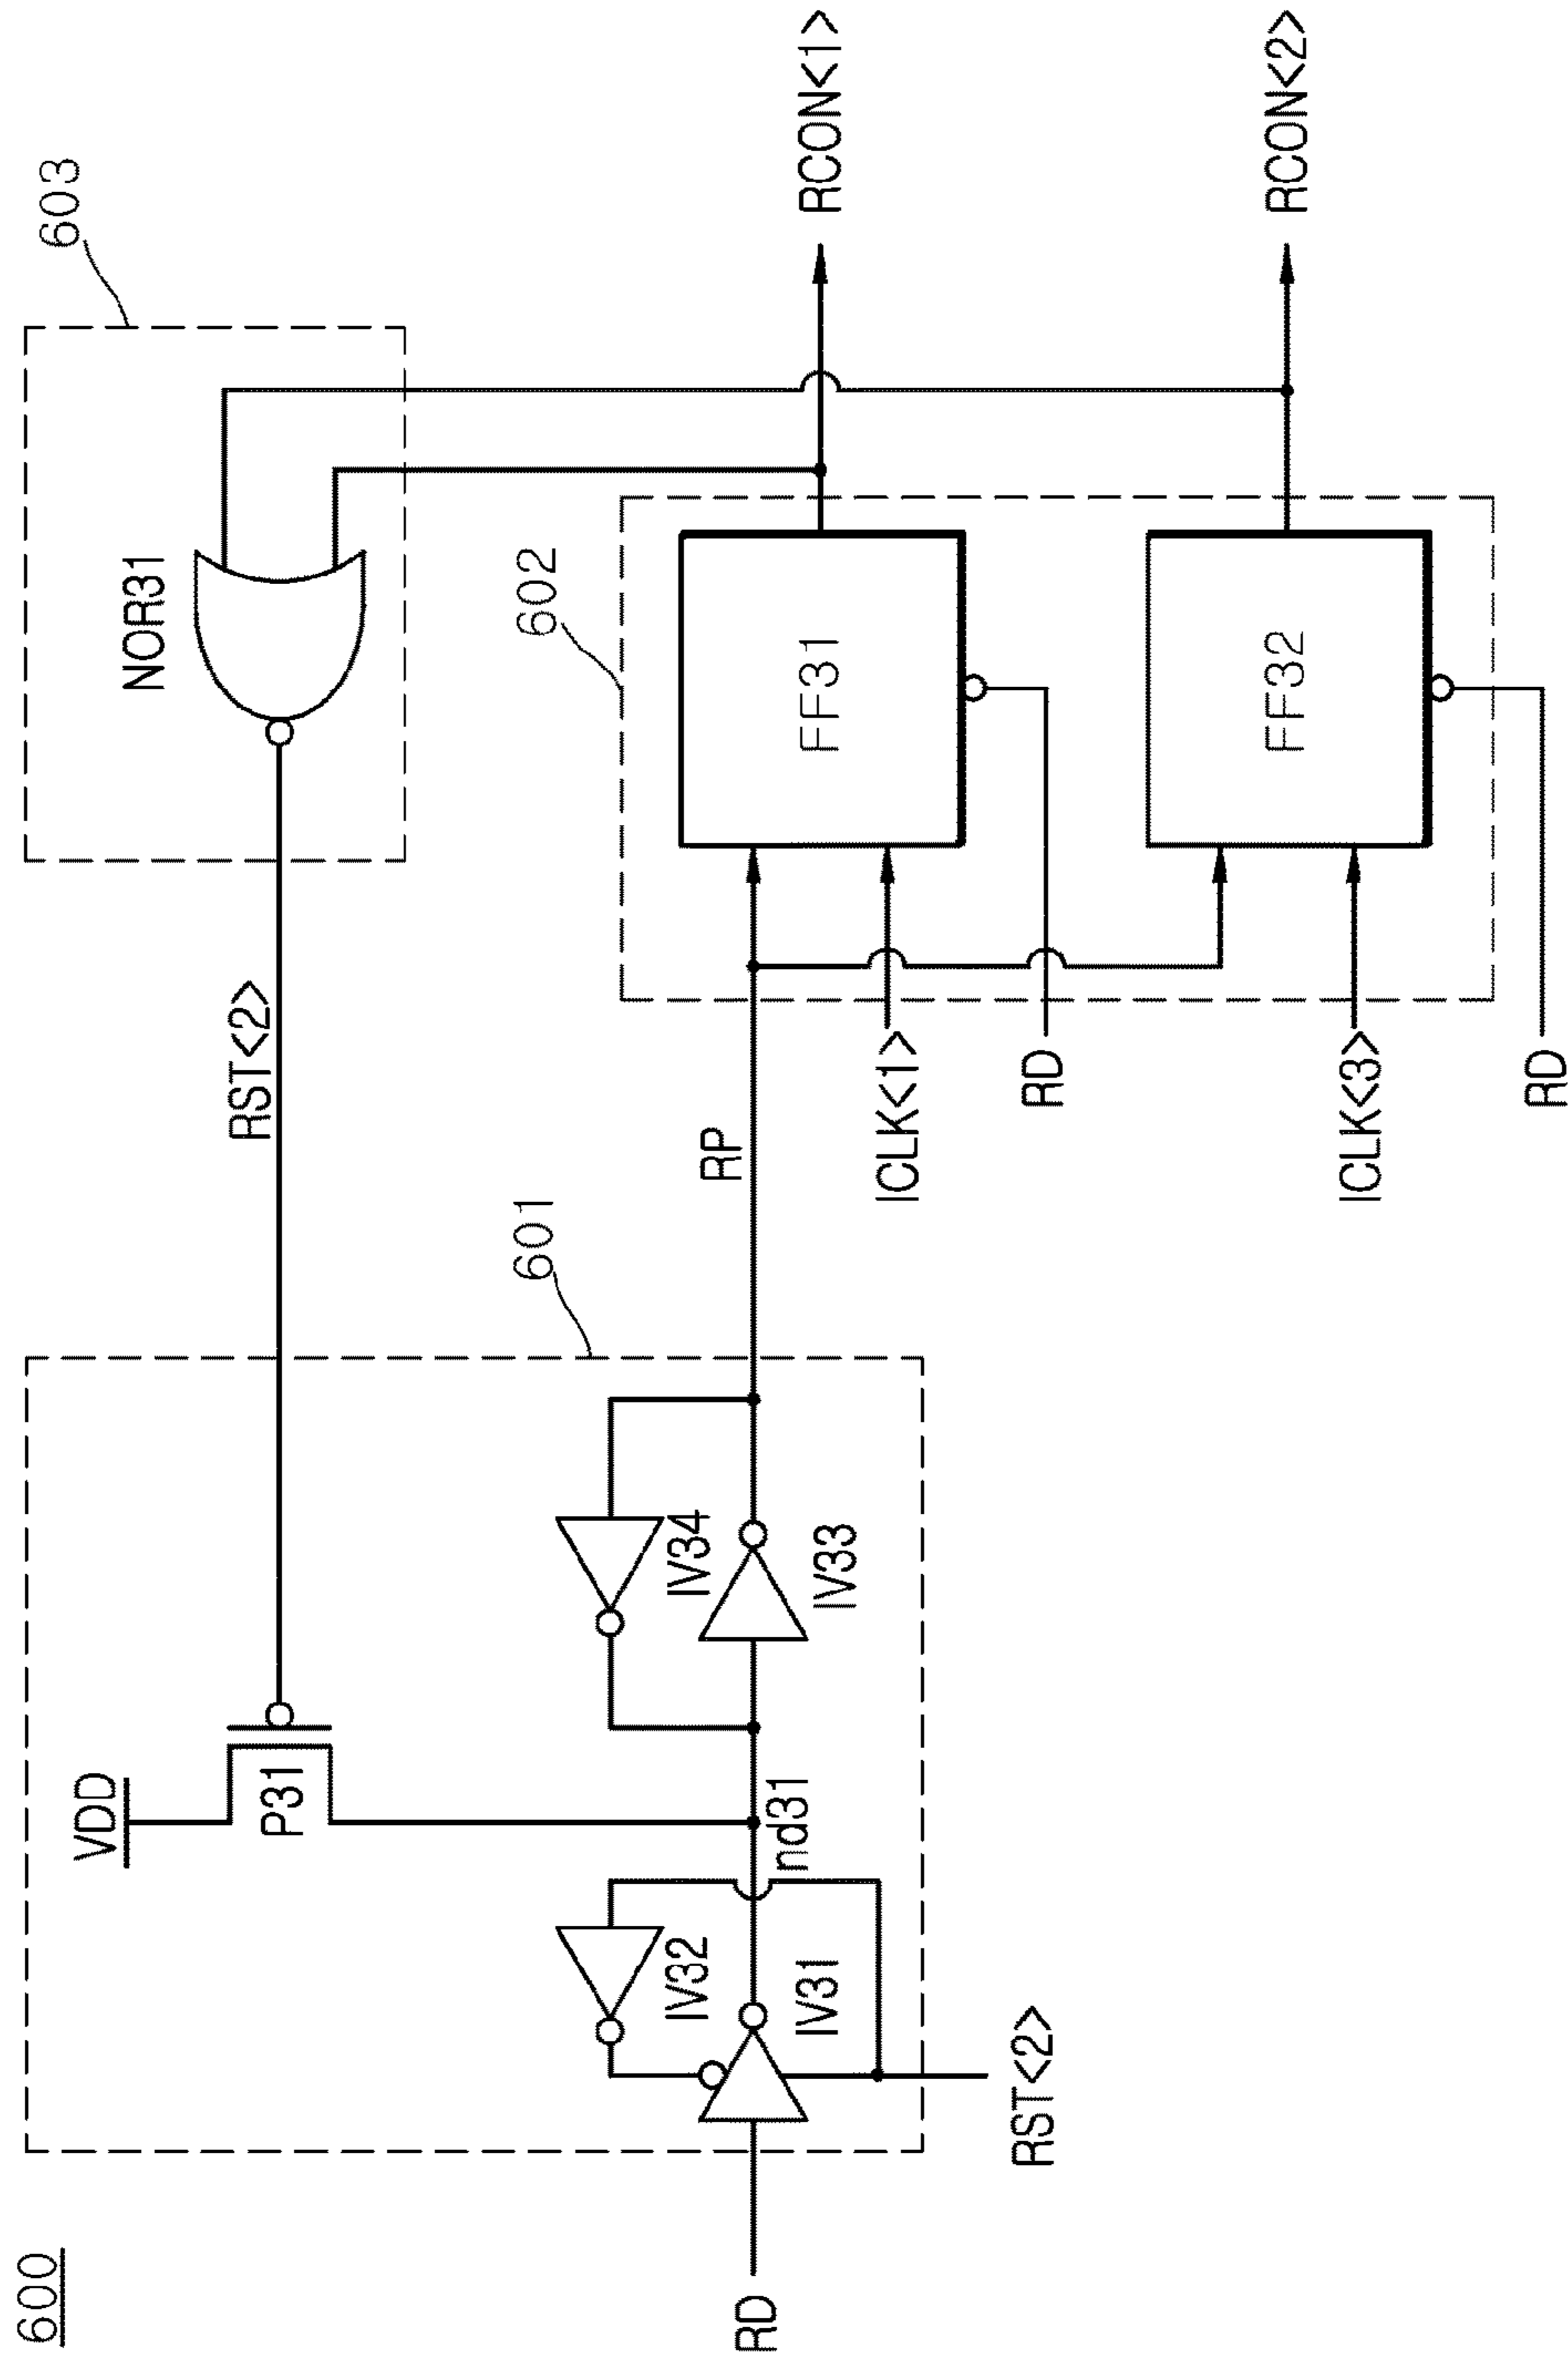 600
603
NOR31
RST<2>
VDD
P31
601
602
IV32
IV34
RP
FF31
RCON<1>
RD
IV31
nd31
IV33
ICLK<1>
RST<2>
RD
FF32
RCON<2>
ICLK<3>
RD